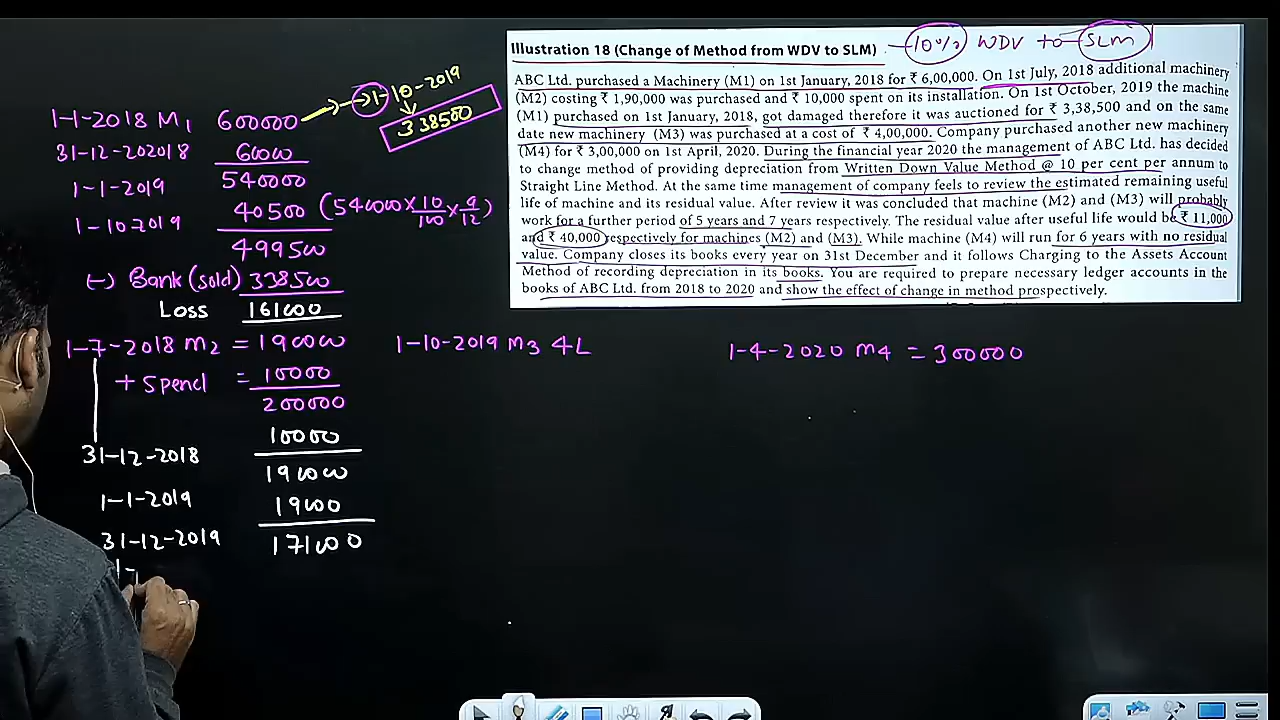 Illustration 18 (Change of Method from WDV to SLM) 10% WDV to SLM
ABC Ltd. purchased a Machinery (M1) on 1st January, 2018 for ₹ 6,00,000. On 1st July, 2018 additional machinery
(M2) costing ₹ 1,90,000 was purchased and ₹ 10,000 spent on its installation. On 1st October, 2019 the machine
(M1) purchased on 1st January, 2018, got damaged therefore it was auctioned for ₹ 3,38,500 and on the same
date new machinery (M3) was purchased at a cost of ₹ 4,00,000. Company purchased another new machinery
(M4) for ₹ 3,00,000 on 1st April, 2020. During the financial year 2020 the management of ABC Ltd. has decided
to change method of providing depreciation from Written Down Value Method @ 10 per cent per annum to
Straight Line Method. At the same time management of company feels to review the estimated remaining useful
life of machine and its residual value. After review it was concluded that machine (M2) and (M3) will probably
work for a further period of 5 years and 7 years respectively. The residual value after useful life would be ₹ 11,000
and ₹ 40,000 respectively for machines (M2) and (M3). While machine (M4) will run for 6 years with no residual
value. Company closes its books every year on 31st December and it follows Charging to the Assets Account
Method of recording depreciation in its books. You are required to prepare necessary ledger accounts in the
books of ABC Ltd. from 2018 to 2020 and show the effect of change in method prospectively.
1-10-2019
338500
1-1-2018 M1 600000
31-12-202018 60000
1-1-2019 540000
1-10-2019 40500 (540000 × 10/100 × 9/12)
499500
(-) Bank (sold) 338500
Loss 161000
1-7-2018 M2 = 190000
+ Spend = 10000
200000
10000
31-12-2018 190000
1-1-2019 19000
31-12-2019 171000
1-
1-10-2019 M3 4L
1-4-2020 M4 = 300000